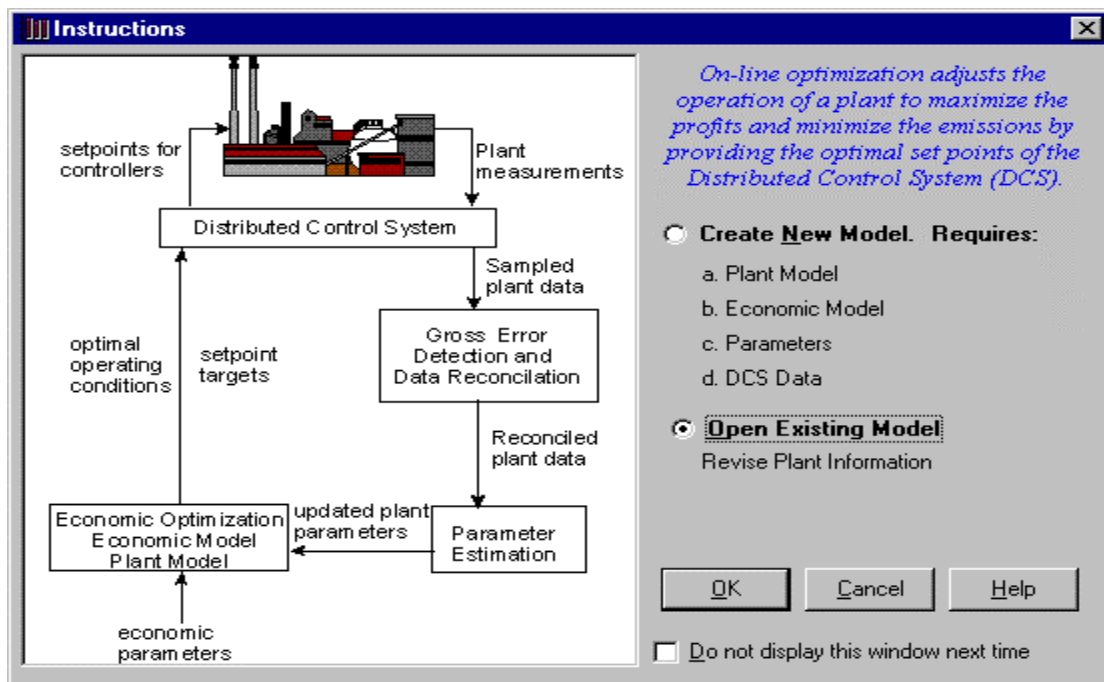 Instructions
setpoints for
controllers
Plant
measurements
Distributed Control System
Sampled
plant data
optimal
operating
conditions
setpoint
targets
Gross Error
Detection and
Data Reconcilation
Reconciled
plant data
Economic Optimization
Economic Model
Plant Model
updated plant
parameters
Parameter
Estimation
economic
parameters
On-line optimization adjusts the
operation of a plant to maximize the
profits and minimize the emissions by
providing the optimal set points of the
Distributed Control System (DCS).
Create New Model. Requires:
a. Plant Model
b. Economic Model
c. Parameters
d. DCS Data
Open Existing Model
Revise Plant Information
OK Cancel Help
Do not display this window next time